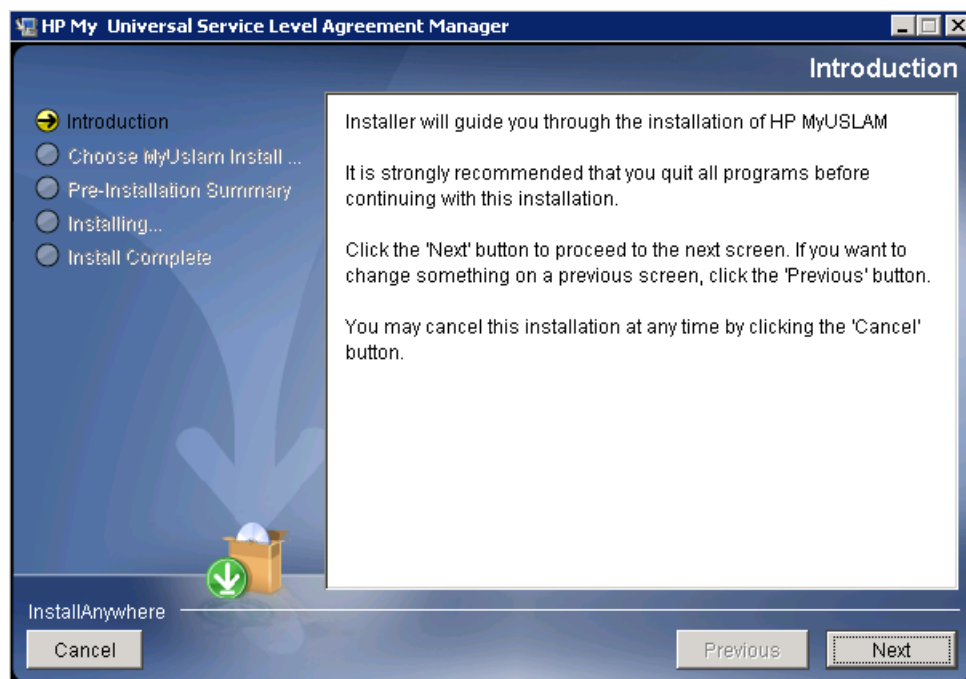 HP My  Universal Service Level Agreement Manager
Introduction
Introduction
Choose MyUslam Install ...
Pre-Installation Summary
Installing...
Install Complete
Installer will guide you through the installation of HP MyUSLAM
It is strongly recommended that you quit all programs before
continuing with this installation.
Click the 'Next' button to proceed to the next screen. If you want to
change something on a previous screen, click the 'Previous' button.
You may cancel this installation at any time by clicking the 'Cancel'
button.
InstallAnywhere
Cancel
Previous
Next